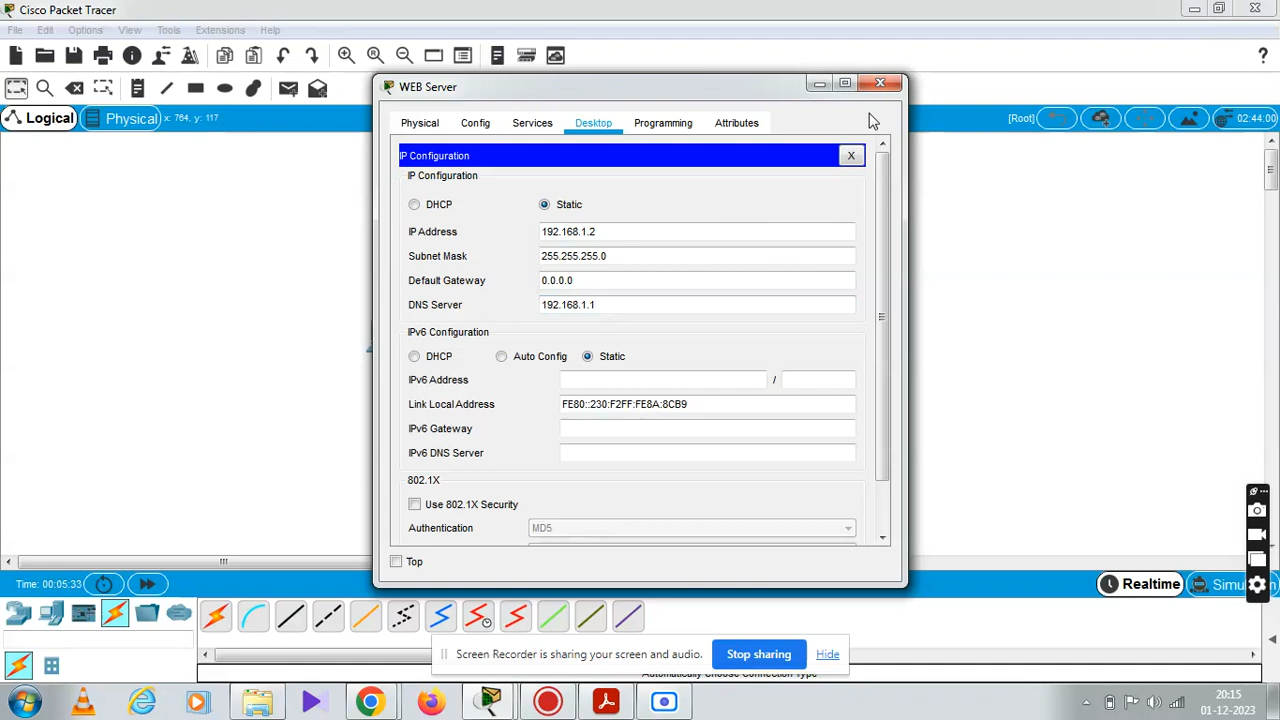 Cisco Packet Tracer
File Edit Options View Tools Extensions Help
Logical Physical x: 764, y: 117 [Root] 02:44:00
WEB Server
Physical Config Services Desktop Programming Attributes
IP Configuration X
IP Configuration
DHCP Static
IP Address 192.168.1.2
Subnet Mask 255.255.255.0
Default Gateway 0.0.0.0
DNS Server 192.168.1.1
IPv6 Configuration
DHCP Auto Config Static
IPv6 Address /
Link Local Address FE80::230:F2FF:FE8A:8CB9
IPv6 Gateway
IPv6 DNS Server
802.1X
Use 802.1X Security
Authentication MD5
Top
Time: 00:05:33 Realtime
Screen Recorder is sharing your screen and audio. Stop sharing Hide
Automatically Choose Connection Type
20:15
01-12-2023